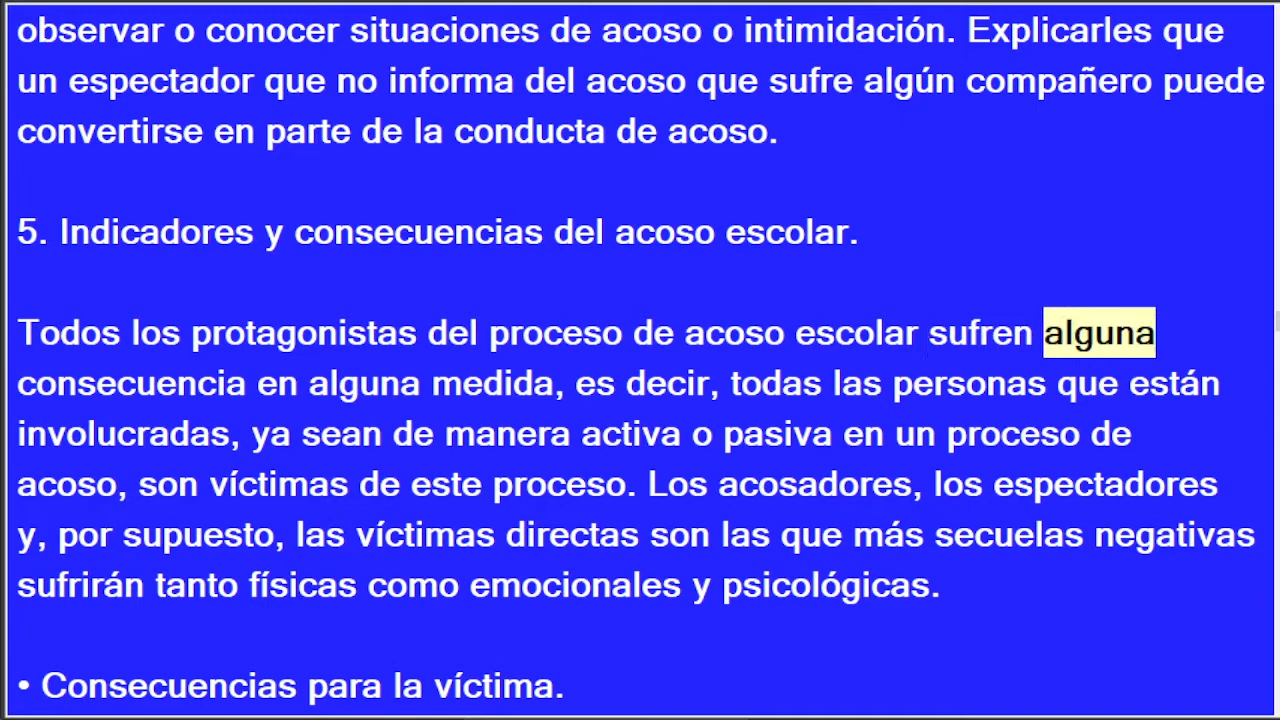 observar o conocer situaciones de acoso o intimidación. Explicarles que
un espectador que no informa del acoso que sufre algún compañero puede
convertirse en parte de la conducta de acoso.
5. Indicadores y consecuencias del acoso escolar.
Todos los protagonistas del proceso de acoso escolar sufren alguna
consecuencia en alguna medida, es decir, todas las personas que están
involucradas, ya sean de manera activa o pasiva en un proceso de
acoso, son víctimas de este proceso. Los acosadores, los espectadores
y, por supuesto, las víctimas directas son las que más secuelas negativas
sufrirán tanto físicas como emocionales y psicológicas.
• Consecuencias para la víctima.